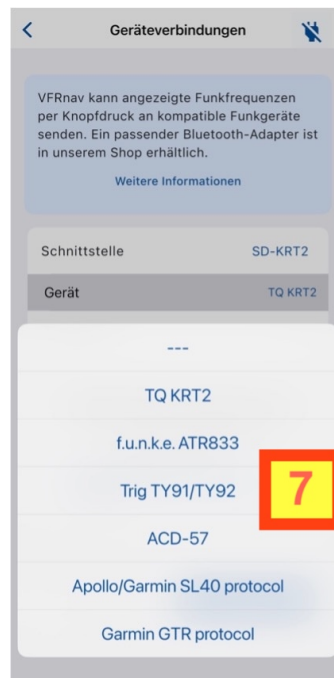 Geräteverbindungen
VFRnav kann angezeigte Funkfrequenzen
per Knopfdruck an kompatible Funkgeräte
senden. Ein passender Bluetooth-Adapter ist
in unserem Shop erhältlich.
Weitere Informationen
Schnittstelle SD-KRT2
Gerät TQ KRT2
---
TQ KRT2
f.u.n.k.e. ATR833
Trig TY91/TY92
7
ACD-57
Apollo/Garmin SL40 protocol
Garmin GTR protocol